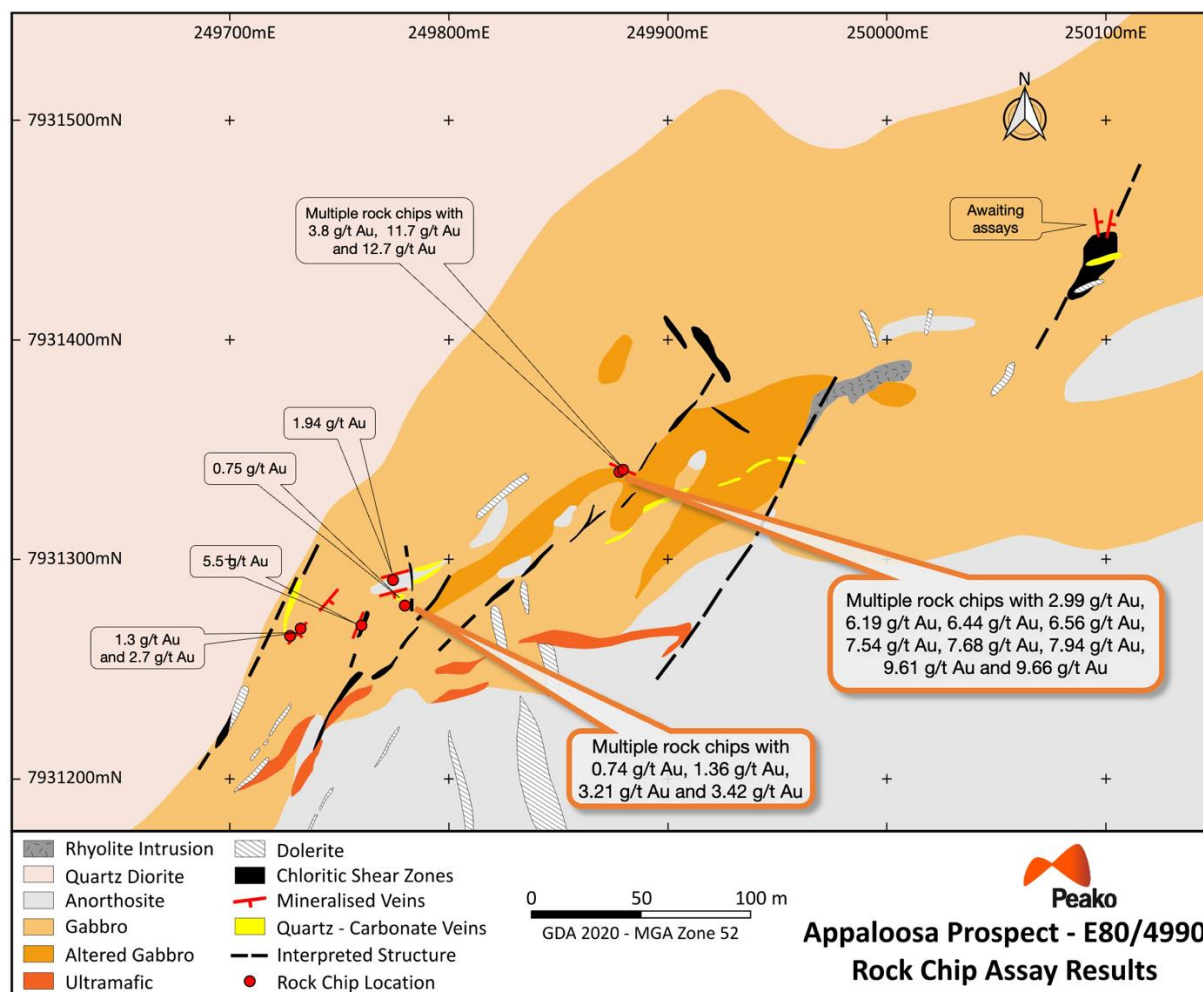 249700mE
249800mE
249900mE
250000mE
250100mE
N
7931500mN
Multiple rock chips with
3.8 g/t Au, 11.7 g/t Au
and 12.7 g/t Au
Awaiting
assays
7931400mN
1.94 g/t Au
0.75 g/t Au
7931300mN
5.5 g/t Au
1.3 g/t Au
and 2.7 g/t Au
Multiple rock chips with 2.99 g/t Au,
6.19 g/t Au, 6.44 g/t Au, 6.56 g/t Au,
7.54 g/t Au, 7.68 g/t Au, 7.94 g/t Au,
9.61 g/t Au and 9.66 g/t Au
Multiple rock chips with
0.74 g/t Au, 1.36 g/t Au,
3.21 g/t Au and 3.42 g/t Au
7931200mN
Rhyolite Intrusion
Quartz Diorite
Anorthosite
Gabbro
Altered Gabbro
Ultramafic
Dolerite
Chloritic Shear Zones
Mineralised Veins
Quartz - Carbonate Veins
Interpreted Structure
Rock Chip Location
0 50 100 m
GDA 2020 - MGA Zone 52
Peako
Appaloosa Prospect - E80/4990
Rock Chip Assay Results